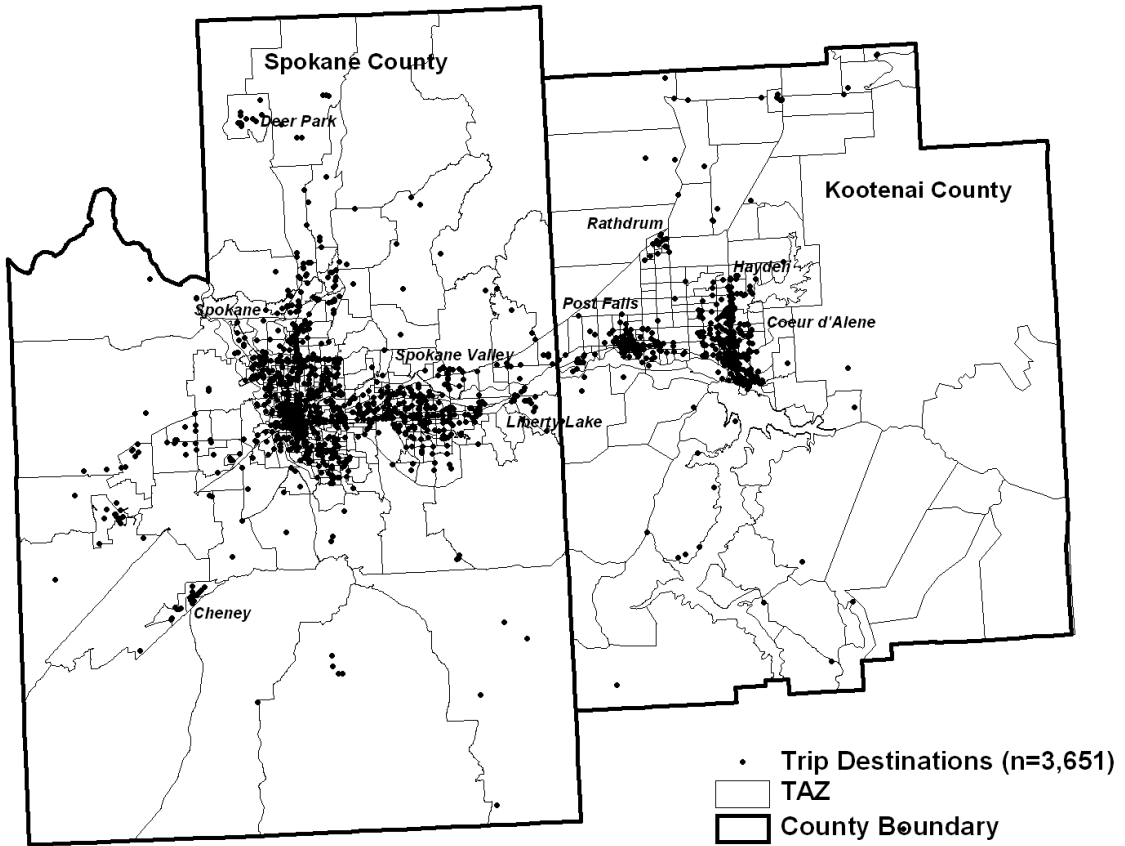 Spokane County
Deer Park
Kootenai County
Rathdrum
Hayden
Spokane
Post Falls
Coeur d'Alene
Spokane Valley
Liberty Lake
Cheney
Trip Destinations (n=3,651)
TAZ
County Boundary